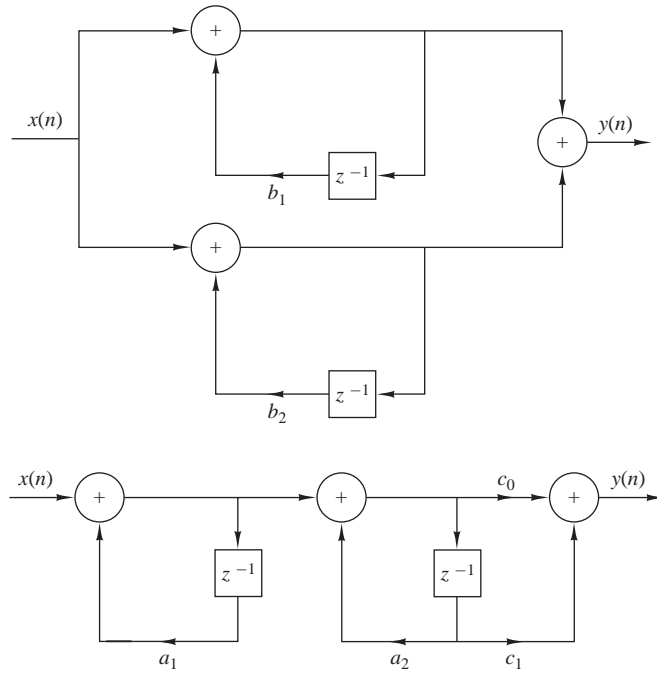 +
x(n)
y(n)
+
z⁻¹
b₁
+
z⁻¹
b₂
x(n)
c₀
y(n)
+
+
+
z⁻¹
z⁻¹
a₁
a₂
c₁